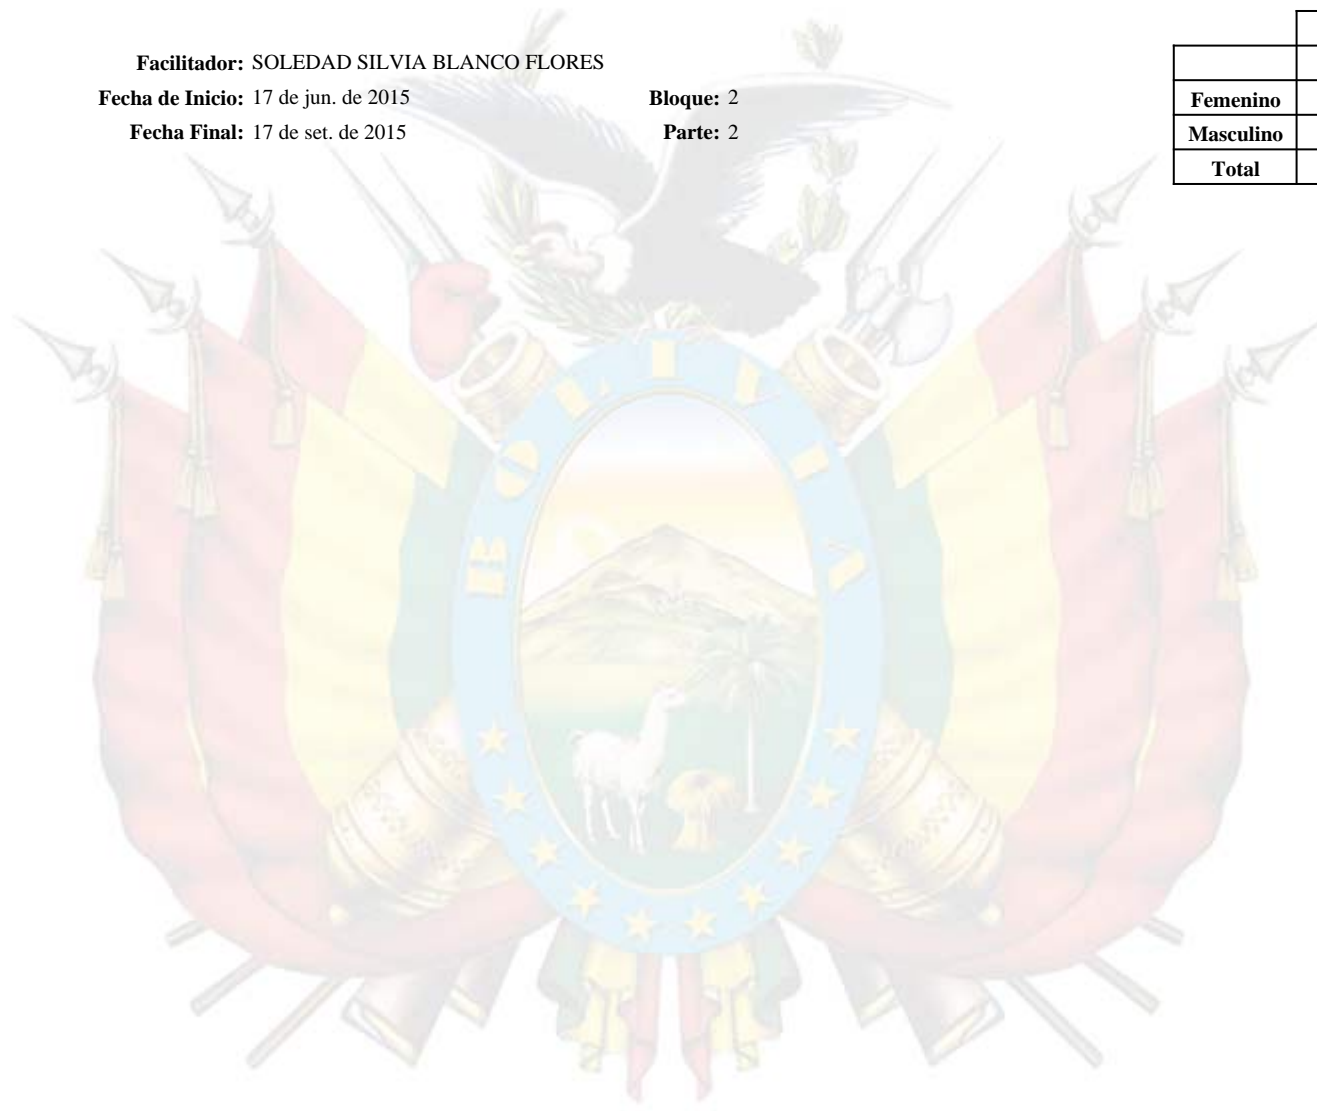 Facilitador: SOLEDAD SILVIA BLANCO FLORES
Fecha de Inicio: 17 de jun. de 2015 Bloque: 2
Fecha Final: 17 de set. de 2015 Parte: 2
Femenino
Masculino
Total
BOLIVIA